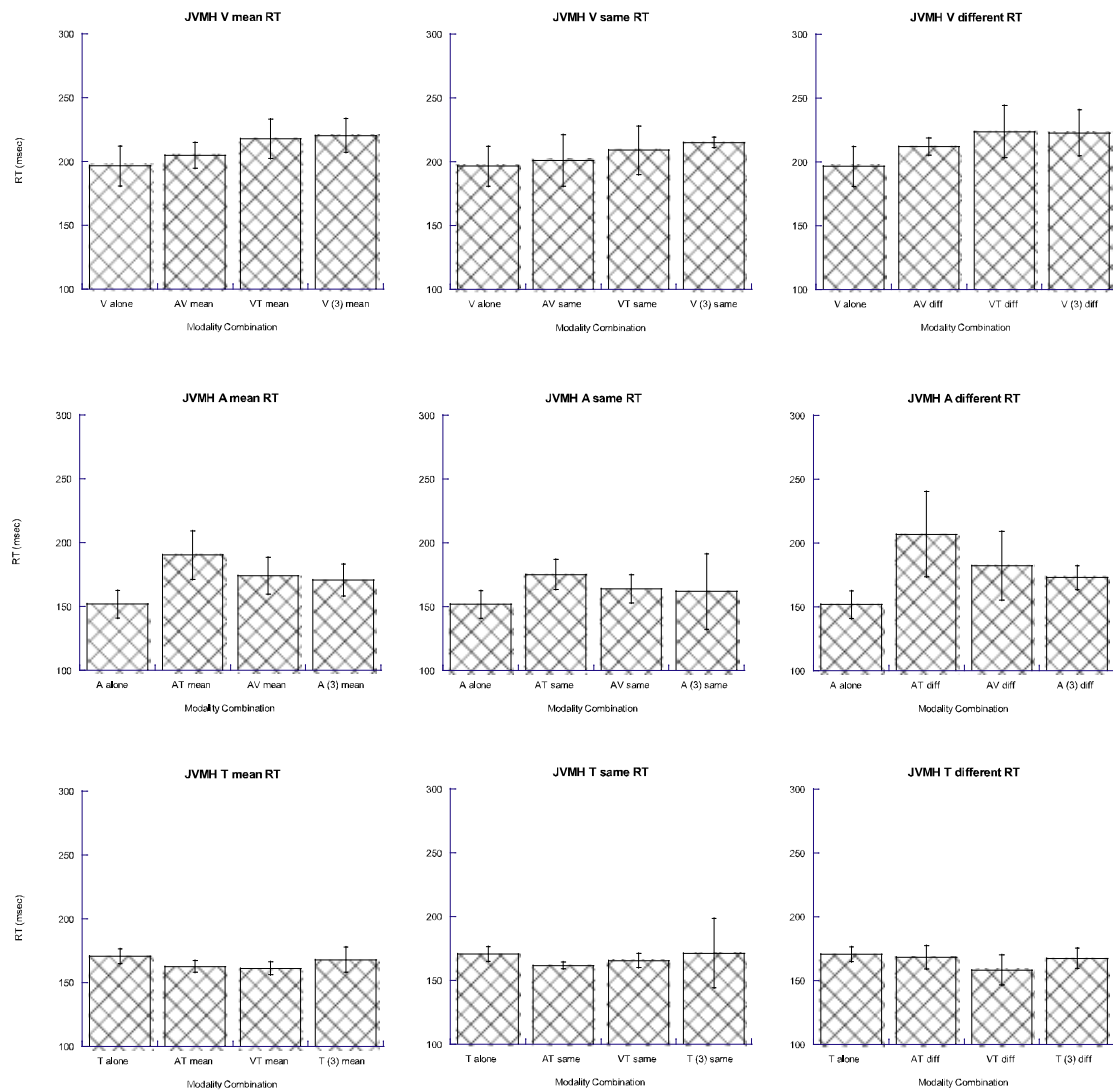 JVMH V mean RT
JVMH V same RT
JVMH V different RT
300
250
200
150
100
RT (msec)
V alone
AV mean
VT mean
V (3) mean
Modality Combination
300
250
200
150
100
V alone
AV same
VT same
V (3) same
Modality Combination
300
250
200
150
100
V alone
AV diff
VT diff
V (3) diff
Modality Combination
JVMH A mean RT
JVMH A same RT
JVMH A different RT
300
250
200
150
100
RT (msec)
A alone
AT mean
AV mean
A (3) mean
Modality Combination
300
250
200
150
100
A alone
AT same
AV same
A (3) same
Modality Combination
300
250
200
150
100
A alone
AT diff
AV diff
A (3) diff
Modality Combination
JVMH T mean RT
JVMH T same RT
JVMH T different RT
300
250
200
150
100
RT (msec)
T alone
AT mean
VT mean
T (3) mean
Modality Combination
300
250
200
150
100
T alone
AT same
VT same
T (3) same
Modality Combination
300
250
200
150
100
T alone
AT diff
VT diff
T (3) diff
Modality Combination